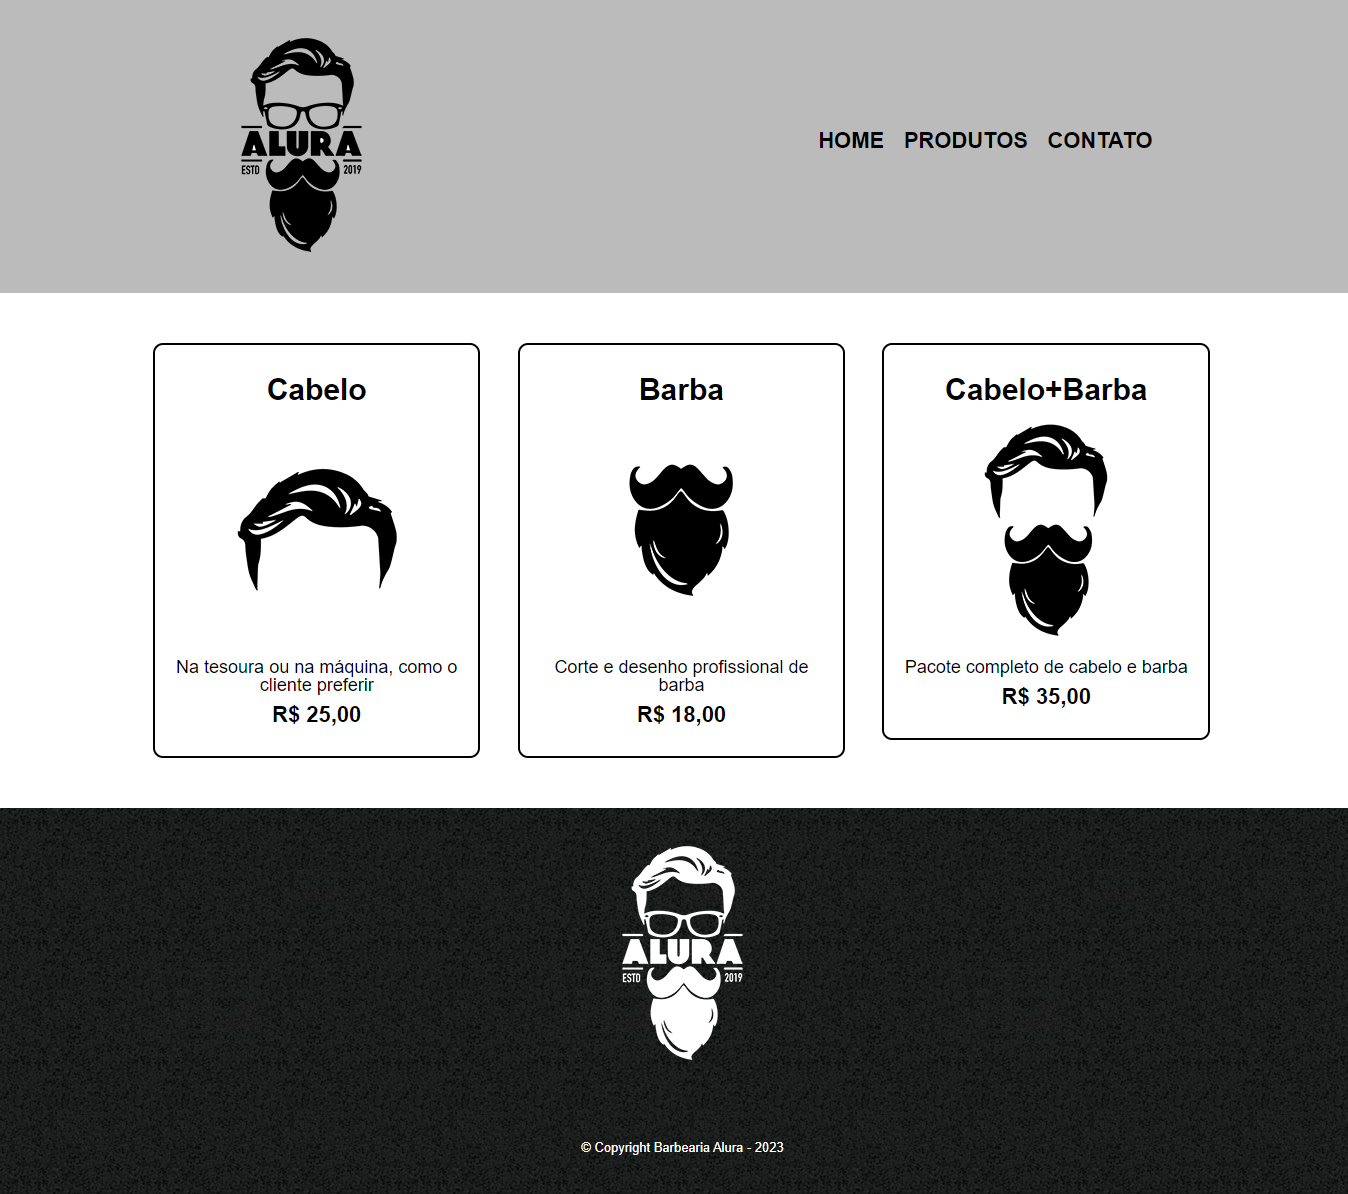 ALURA
ESTD 2019
HOME PRODUTOS CONTATO
Cabelo
Na tesoura ou na máquina, como o
cliente preferir
R$ 25,00
Barba
Corte e desenho profissional de
barba
R$ 18,00
Cabelo+Barba
Pacote completo de cabelo e barba
R$ 35,00
ALURA
ESTD 2019
© Copyright Barbearia Alura - 2023